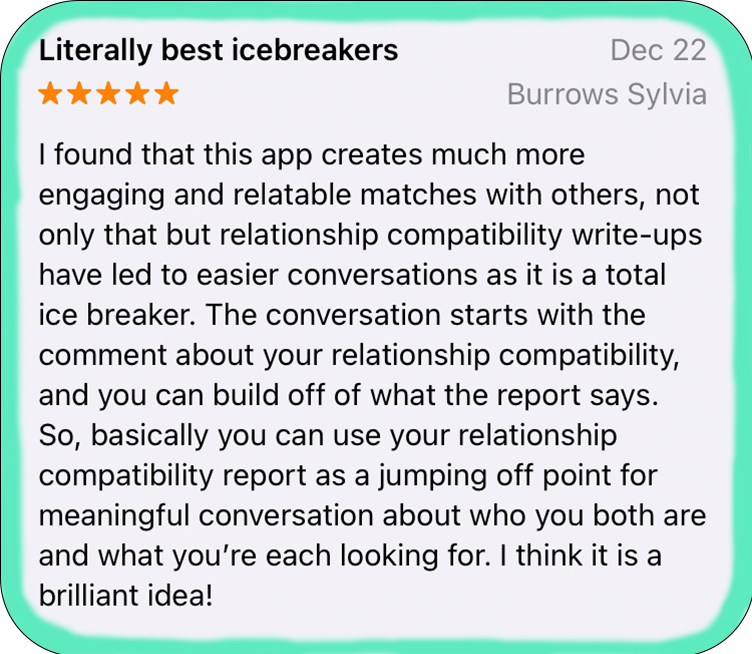 Literally best icebreakers
Dec 22
Burrows Sylvia
I found that this app creates much more
engaging and relatable matches with others, not
only that but relationship compatibility write-ups
have led to easier conversations as it is a total
ice breaker. The conversation starts with the
comment about your relationship compatibility,
and you can build off of what the report says.
So, basically you can use your relationship
compatibility report as a jumping off point for
meaningful conversation about who you both are
and what you’re each looking for. I think it is a
brilliant idea!